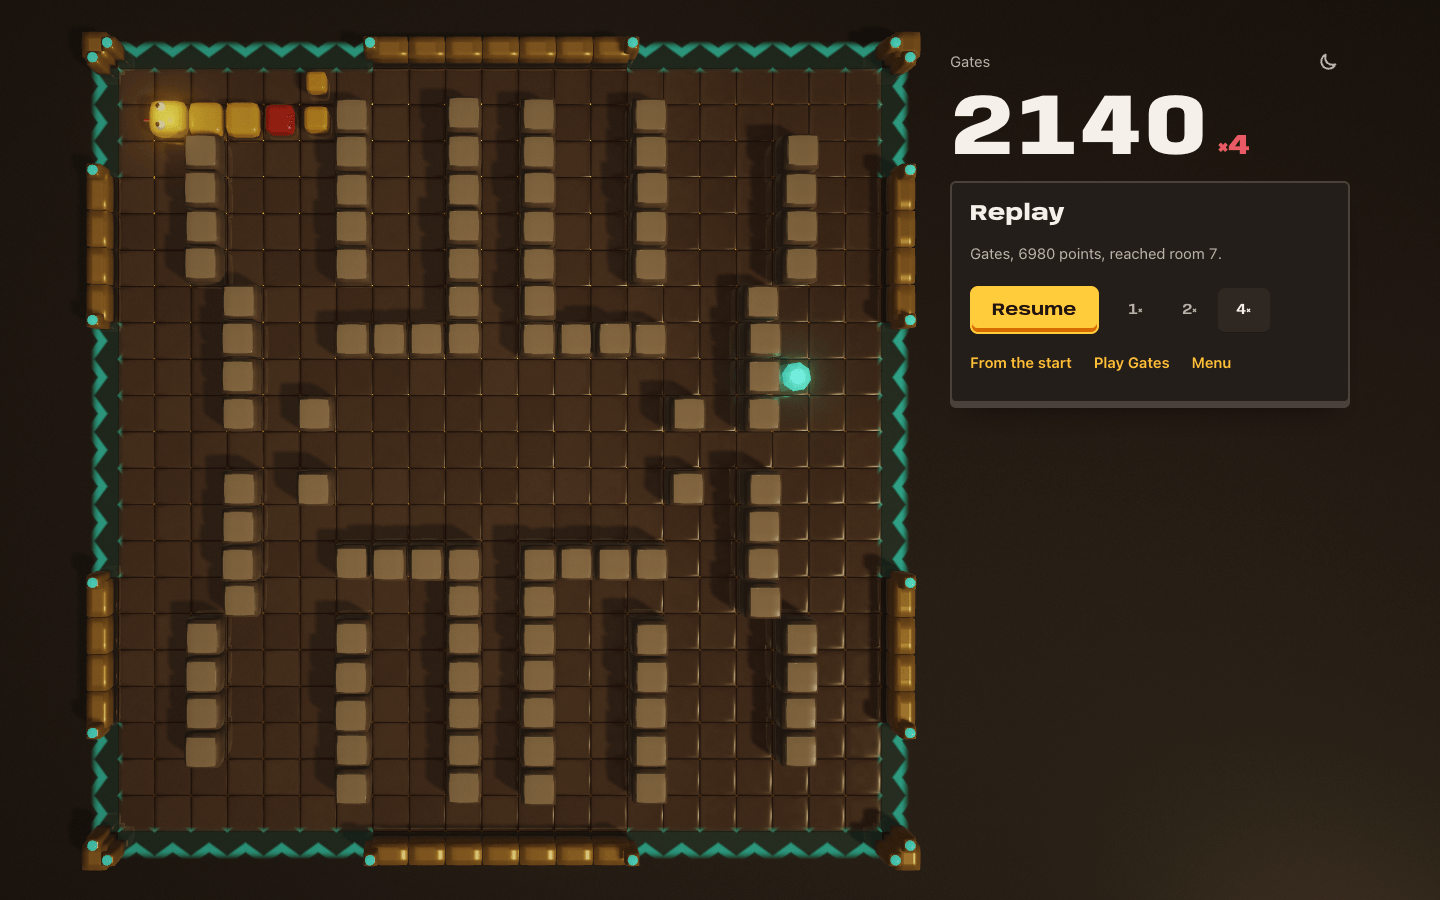 Gates
2140 ×4
Replay
Gates, 6980 points, reached room 7.
Resume 1× 2× 4×
From the start Play Gates Menu